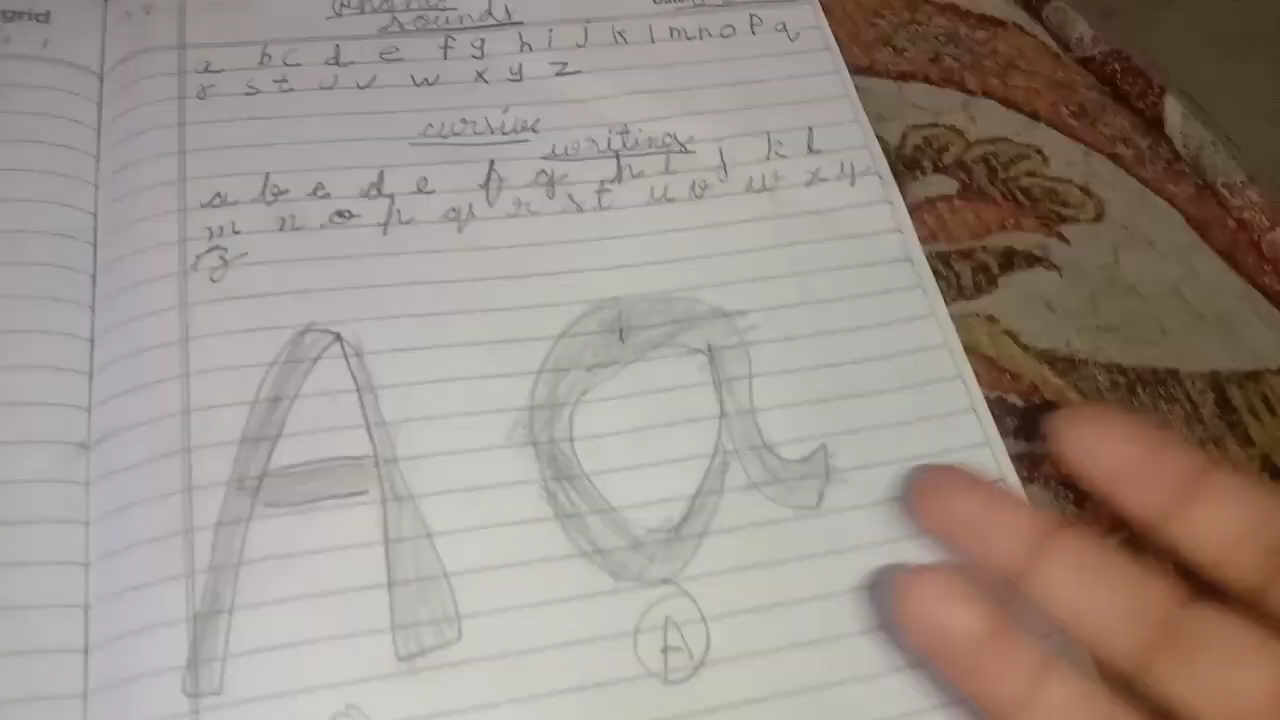 grid
sounds
a b c d e f g h i j k l m n o p q
r s t u v w x y z
cursive
writing
a b c d e f g h i j k l
m n o p q r s t u v w x y
z
A a
A